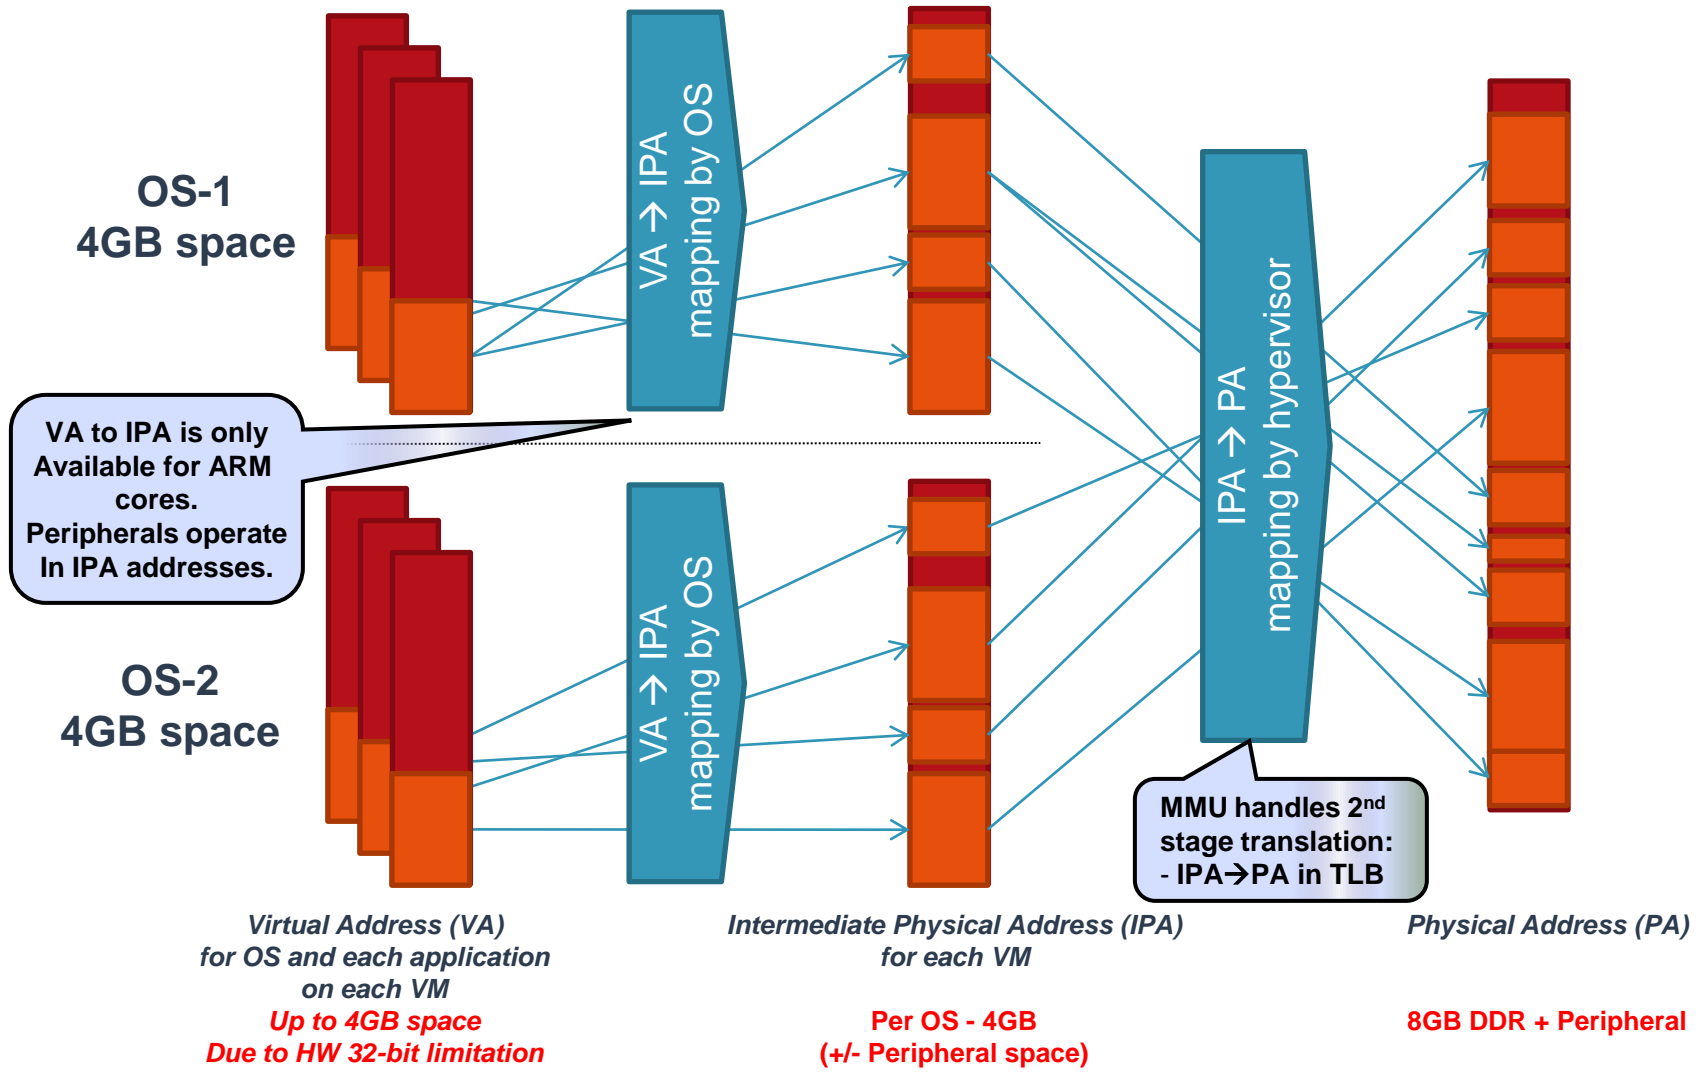 OS-1
4GB space
VA → IPA
mapping by OS
VA to IPA is only
Available for ARM
cores.
Peripherals operate
In IPA addresses.
OS-2
4GB space
VA → IPA
mapping by OS
IPA → PA
mapping by hypervisor
MMU handles 2nd
stage translation:
- IPA→PA in TLB
Virtual Address (VA)
for OS and each application
on each VM
Up to 4GB space
Due to HW 32-bit limitation
Intermediate Physical Address (IPA)
for each VM
Per OS - 4GB
(+/- Peripheral space)
Physical Address (PA)
8GB DDR + Peripheral